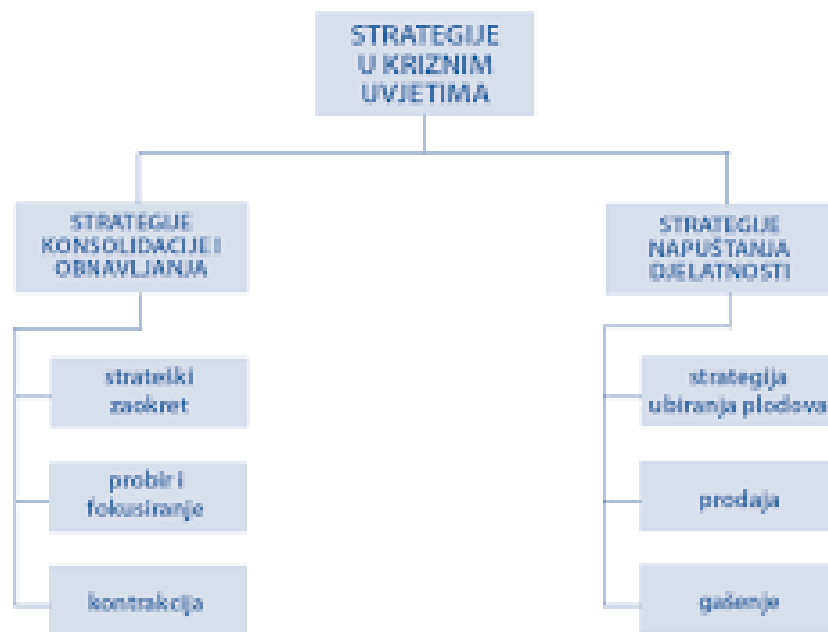 STRATEGIJE
U KRIZNIM
UVJETIMA
STRATEGIJE
KONSOLIDACIJE I
OBNAVLJANJA
strateški
zaokret
probir i
fokusiranje
kontrakcija
STRATEGIJE
NAPUŠTANJA
DJELATNOSTI
strategija
ubiranja plodova
prodaja
gašenje